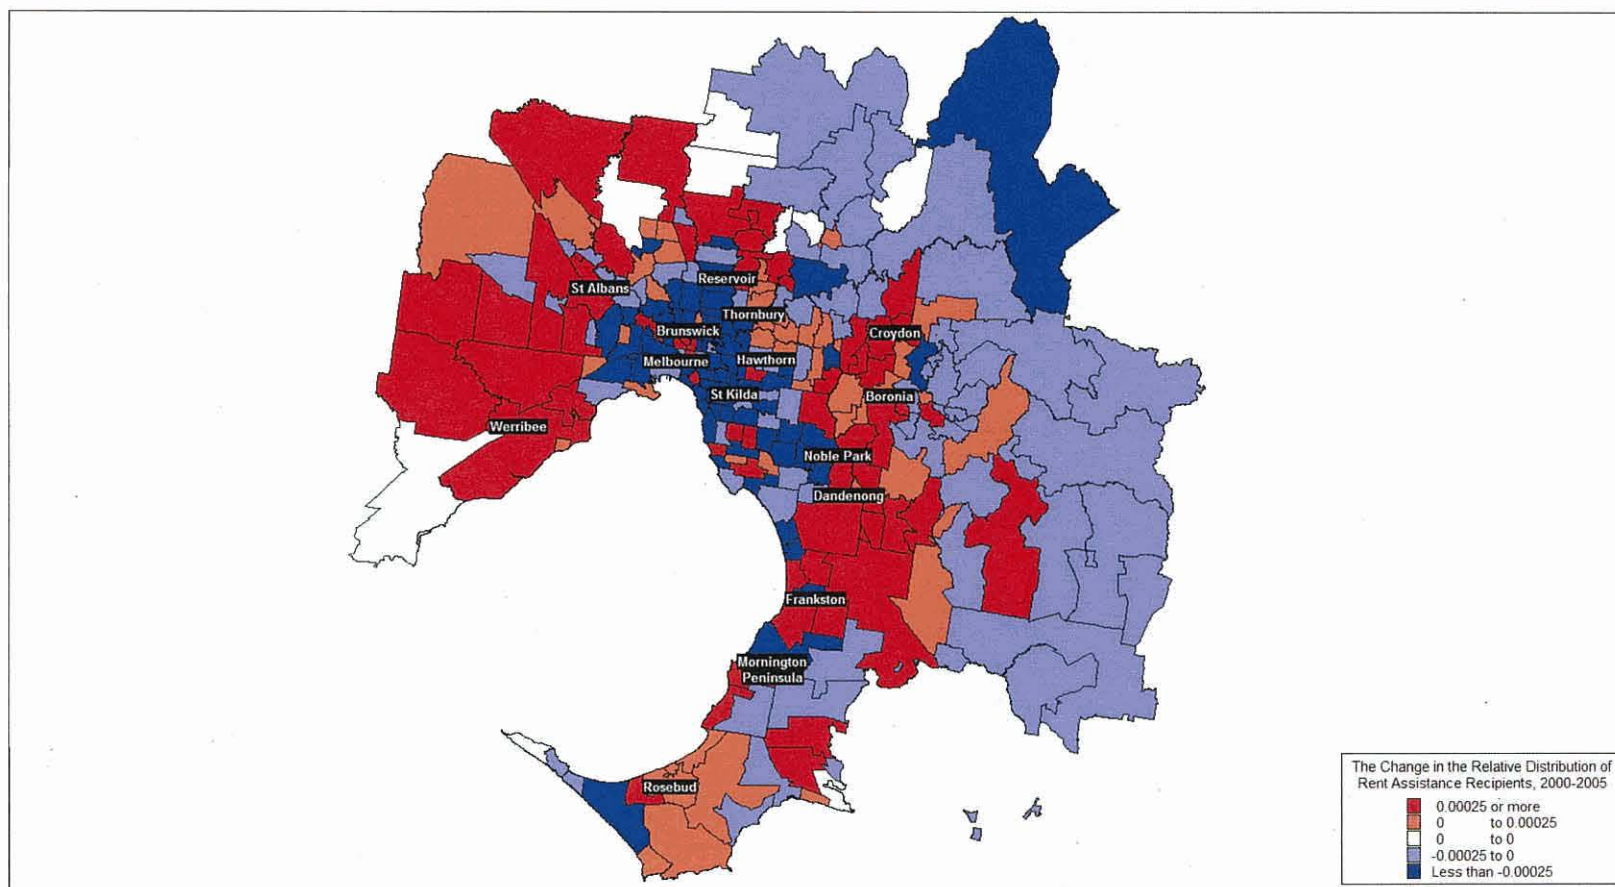 St Albans
Reservoir
Thornbury
Brunswick
Croydon
Melbourne
Hawthorn
St Kilda
Boronia
Werribee
Noble Park
Dandenong
Frankston
Mornington
Peninsula
Rosebud
The Change in the Relative Distribution of
Rent Assistance Recipients, 2000-2005
0.00025 or more
0 to 0.00025
0 to 0
-0.00025 to 0
Less than -0.00025